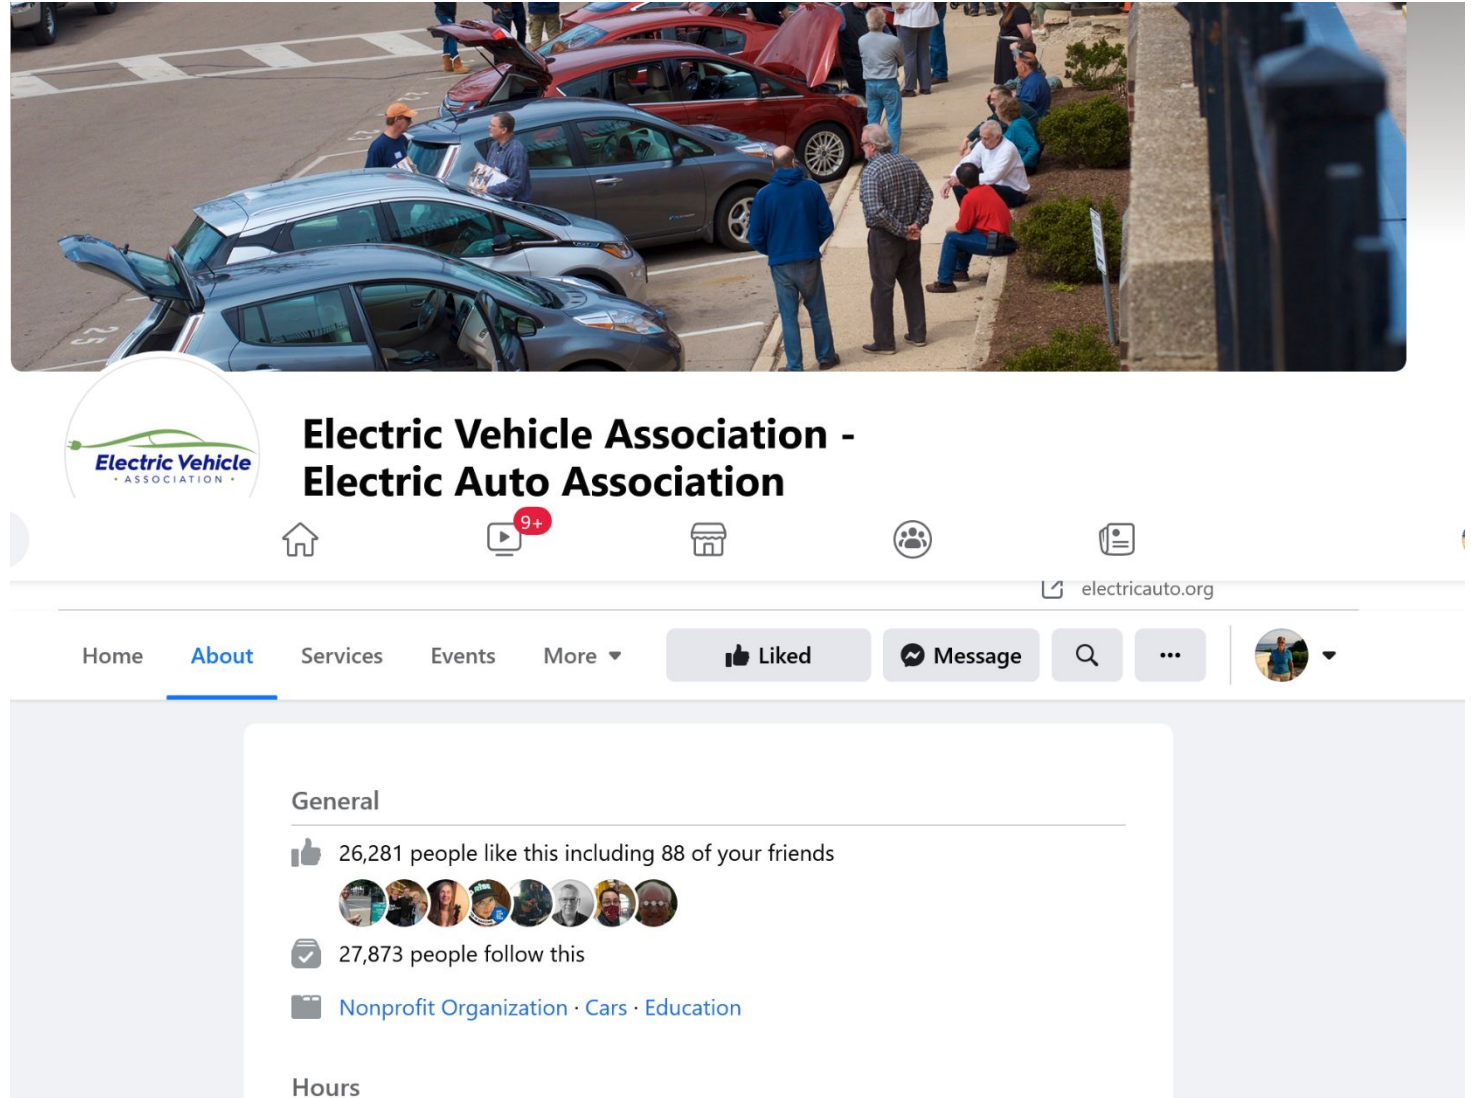 25
Electric Vehicle
• ASSOCIATION •
Electric Vehicle Association -
Electric Auto Association
9+
electricauto.org
Home About Services Events More Liked Message
General
26,281 people like this including 88 of your friends
27,873 people follow this
Nonprofit Organization · Cars · Education
Hours